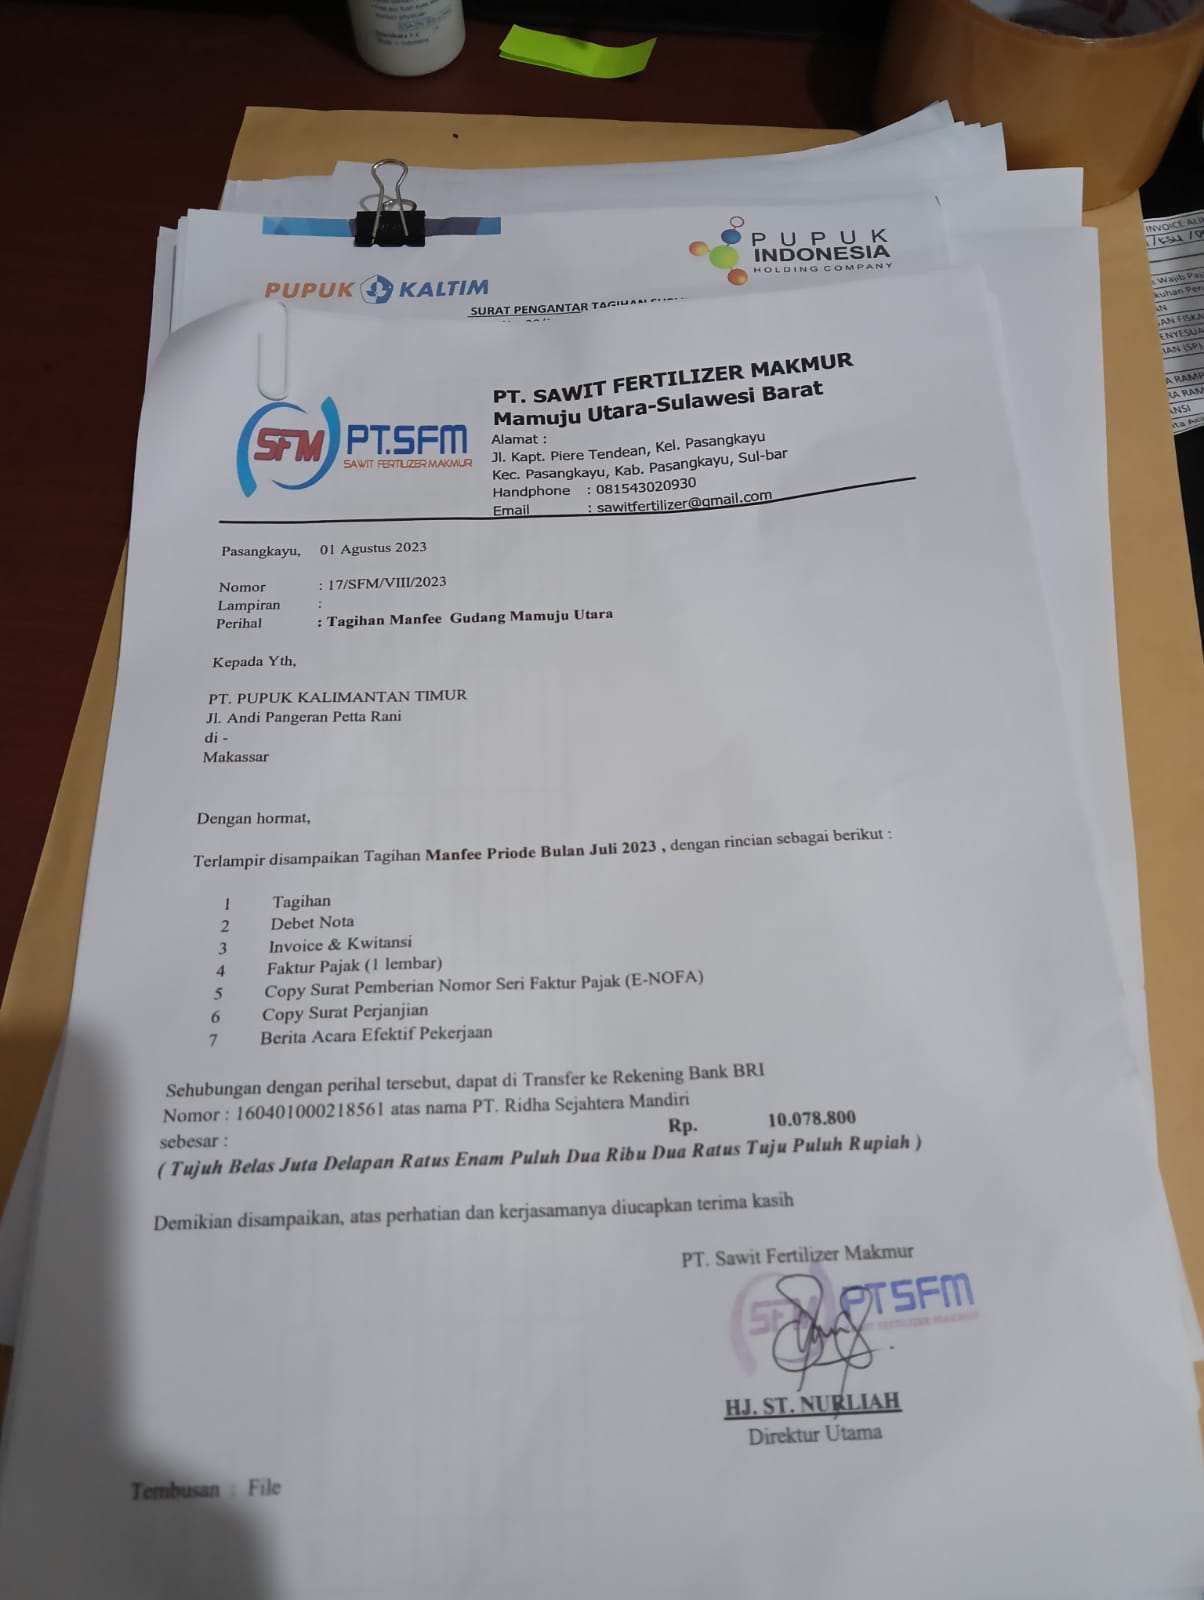 PUPUK KALTIM
PUPUK
INDONESIA
HOLDING COMPANY
SURAT PENGANTAR TAGIHAN
SFM PT.SFM
SAWIT FERTILIZER MAKMUR
PT. SAWIT FERTILIZER MAKMUR
Mamuju Utara-Sulawesi Barat
Alamat :
Jl. Kapt. Piere Tendean, Kel. Pasangkayu
Kec. Pasangkayu, Kab. Pasangkayu, Sul-bar
Handphone : 081543020930
Email : sawitfertilizer@gmail.com
Pasangkayu, 01 Agustus 2023
Nomor : 17/SFM/VIII/2023
Lampiran :
Perihal : Tagihan Manfee Gudang Mamuju Utara
Kepada Yth,
PT. PUPUK KALIMANTAN TIMUR
Jl. Andi Pangeran Petta Rani
di -
Makassar
Dengan hormat,
Terlampir disampaikan Tagihan Manfee Priode Bulan Juli 2023 , dengan rincian sebagai berikut :
1 Tagihan
2 Debet Nota
3 Invoice & Kwitansi
4 Faktur Pajak (1 lembar)
5 Copy Surat Pemberian Nomor Seri Faktur Pajak (E-NOFA)
6 Copy Surat Perjanjian
7 Berita Acara Efektif Pekerjaan
Sehubungan dengan perihal tersebut, dapat di Transfer ke Rekening Bank BRI
Nomor : 160401000218561 atas nama PT. Ridha Sejahtera Mandiri
sebesar : Rp. 10.078.800
( Tujuh Belas Juta Delapan Ratus Enam Puluh Dua Ribu Dua Ratus Tuju Puluh Rupiah )
Demikian disampaikan, atas perhatian dan kerjasamanya diucapkan terima kasih
PT. Sawit Fertilizer Makmur
SFM PTSFM
HJ. ST. NURLIAH
Direktur Utama
Tembusan : File